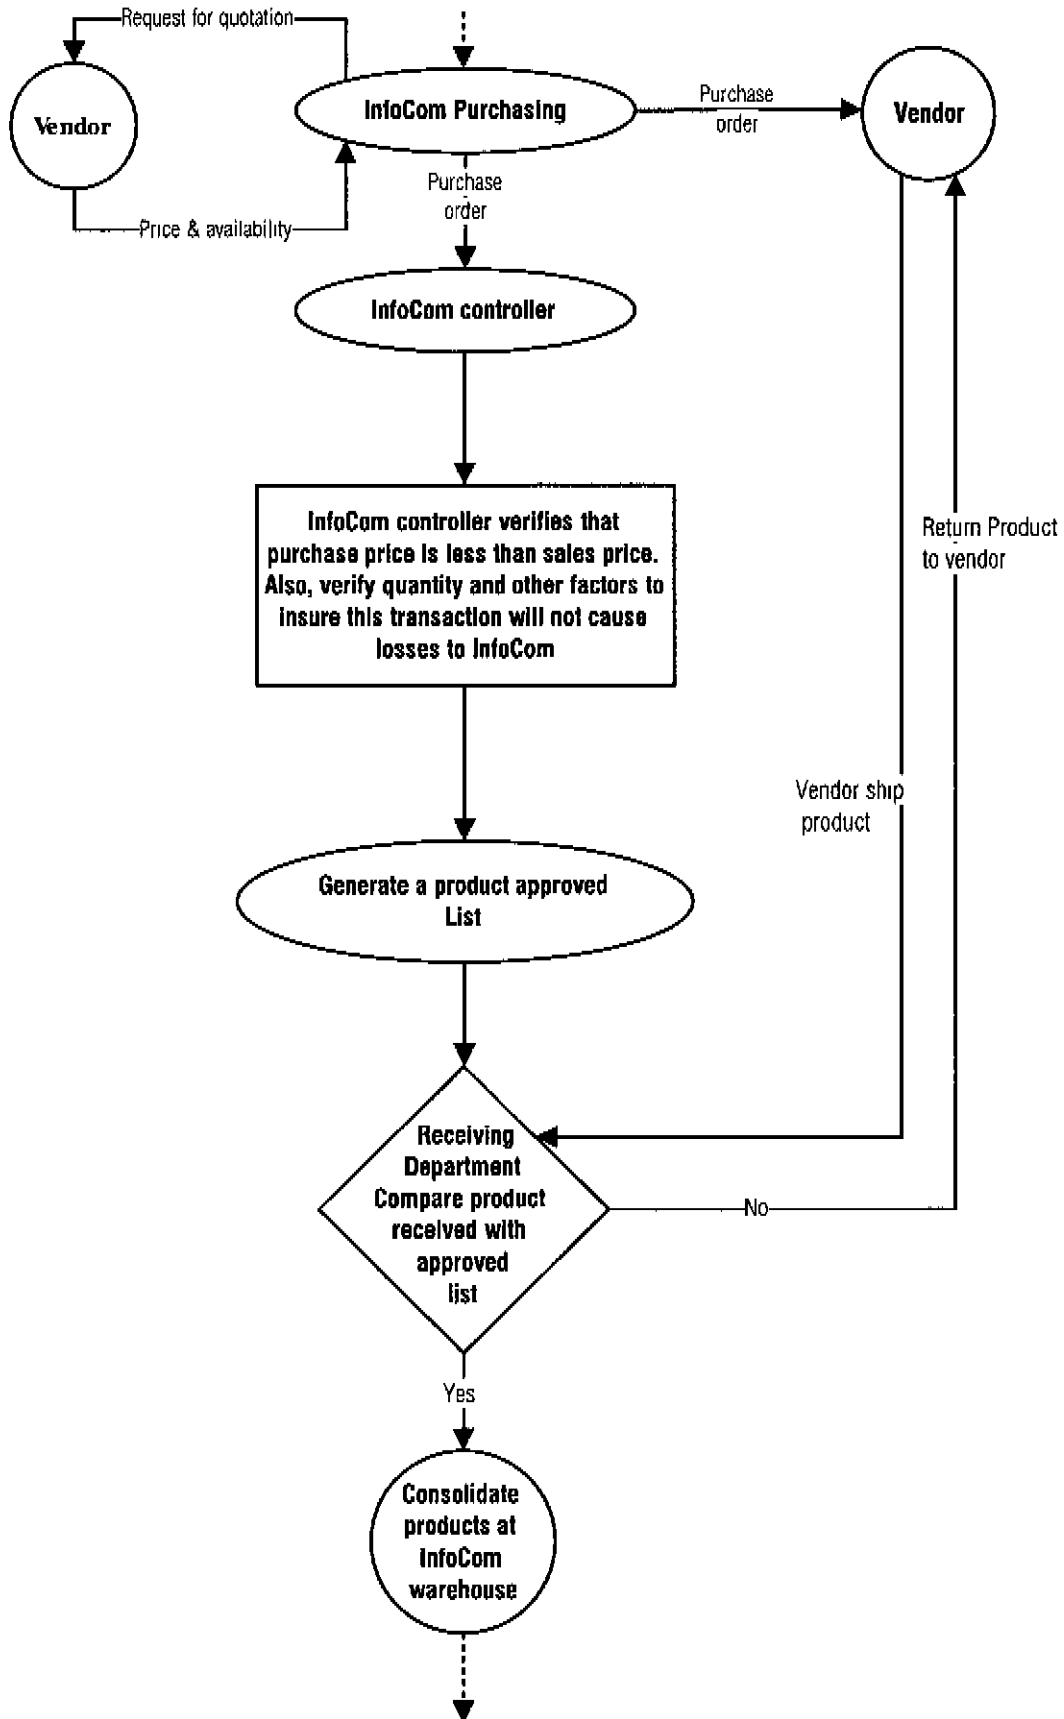 Request for quotation
Vendor
InfoCom Purchasing
Purchase
order
Vendor
Price & availability
Purchase
order
InfoCom controller
InfoCom controller verifies that
purchase price is less than sales price.
Also, verify quantity and other factors to
insure this transaction will not cause
losses to InfoCom
Return Product
to vendor
Vendor ship
product
Generate a product approved
List
Receiving
Department
Compare product
received with
approved
list
No
Yes
Consolidate
products at
InfoCom
warehouse